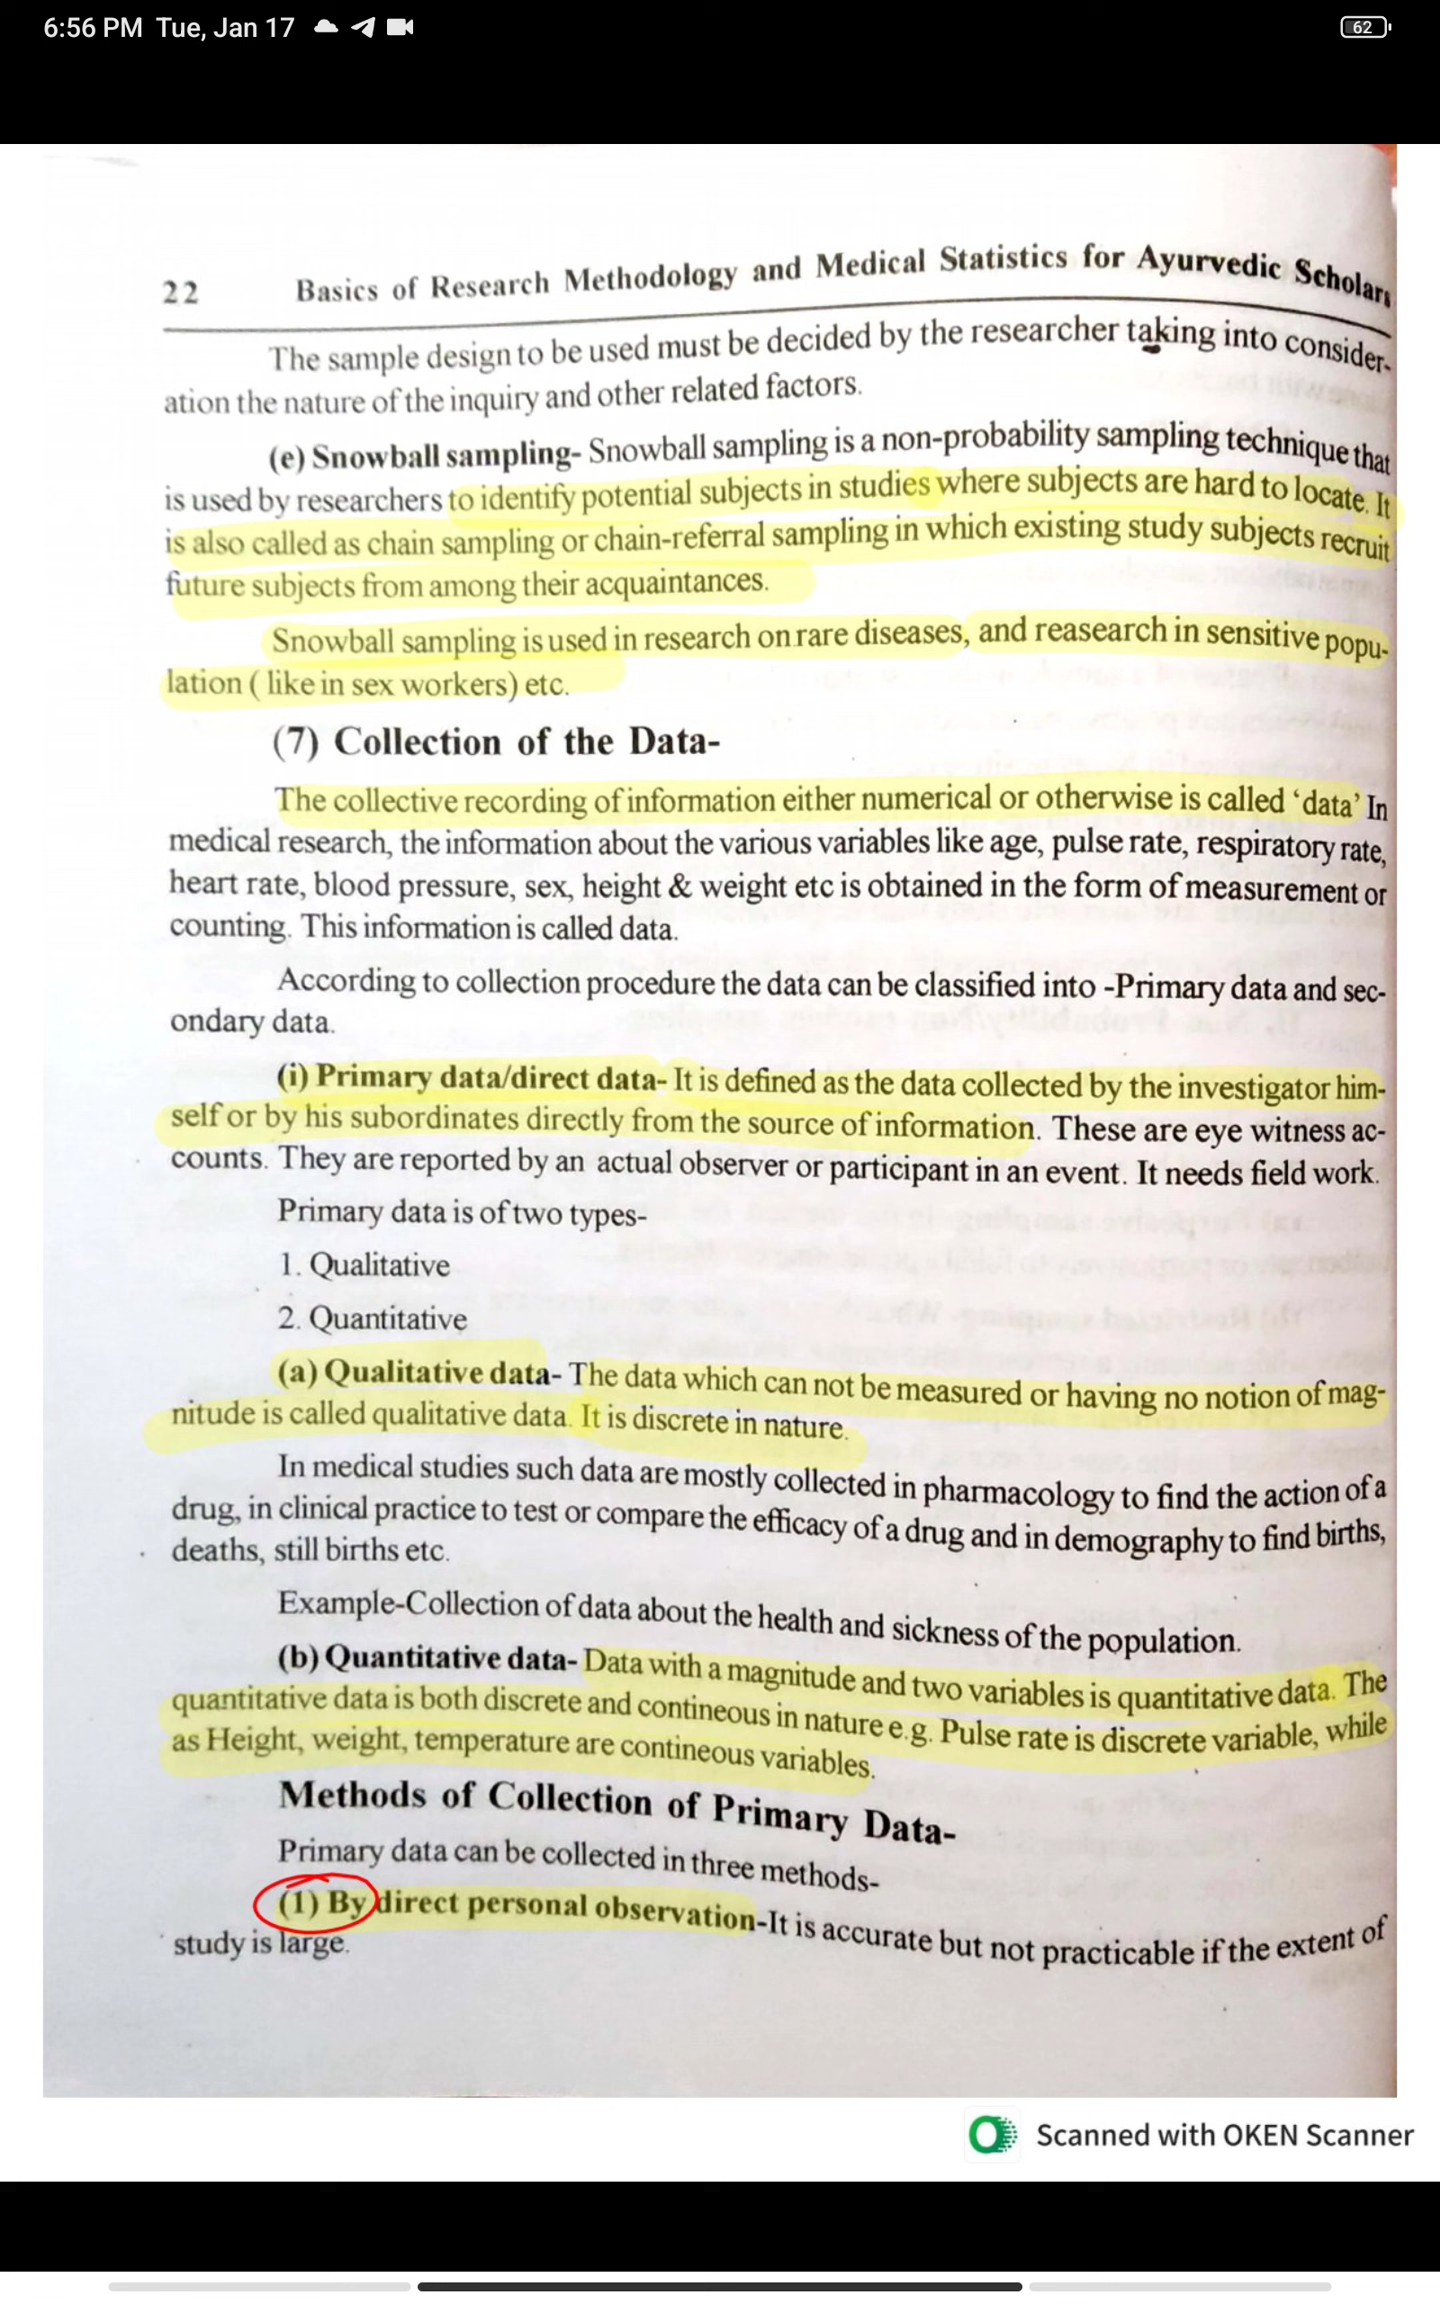 6:56 PM Tue, Jan 17
62
22 Basics of Research Methodology and Medical Statistics for Ayurvedic Scholars
The sample design to be used must be decided by the researcher taking into consider-
ation the nature of the inquiry and other related factors.
(e) Snowball sampling- Snowball sampling is a non-probability sampling technique that
is used by researchers to identify potential subjects in studies where subjects are hard to locate. It
is also called as chain sampling or chain-referral sampling in which existing study subjects recruit
future subjects from among their acquaintances.
Snowball sampling is used in research on rare diseases, and reasearch in sensitive popu-
lation ( like in sex workers) etc.
(7) Collection of the Data-
The collective recording of information either numerical or otherwise is called ‘data’ In
medical research, the information about the various variables like age, pulse rate, respiratory rate,
heart rate, blood pressure, sex, height & weight etc is obtained in the form of measurement or
counting. This information is called data.
According to collection procedure the data can be classified into -Primary data and sec-
ondary data.
(i) Primary data/direct data- It is defined as the data collected by the investigator him-
self or by his subordinates directly from the source of information. These are eye witness ac-
counts. They are reported by an actual observer or participant in an event. It needs field work.
Primary data is of two types-
1. Qualitative
2. Quantitative
(a) Qualitative data- The data which can not be measured or having no notion of mag-
nitude is called qualitative data. It is discrete in nature.
In medical studies such data are mostly collected in pharmacology to find the action of a
drug, in clinical practice to test or compare the efficacy of a drug and in demography to find births,
deaths, still births etc.
Example-Collection of data about the health and sickness of the population.
(b) Quantitative data- Data with a magnitude and two variables is quantitative data. The
quantitative data is both discrete and contineous in nature e.g. Pulse rate is discrete variable, while
as Height, weight, temperature are contineous variables.
Methods of Collection of Primary Data-
Primary data can be collected in three methods-
(1) By direct personal observation-It is accurate but not practicable if the extent of
study is large.
Scanned with OKEN Scanner